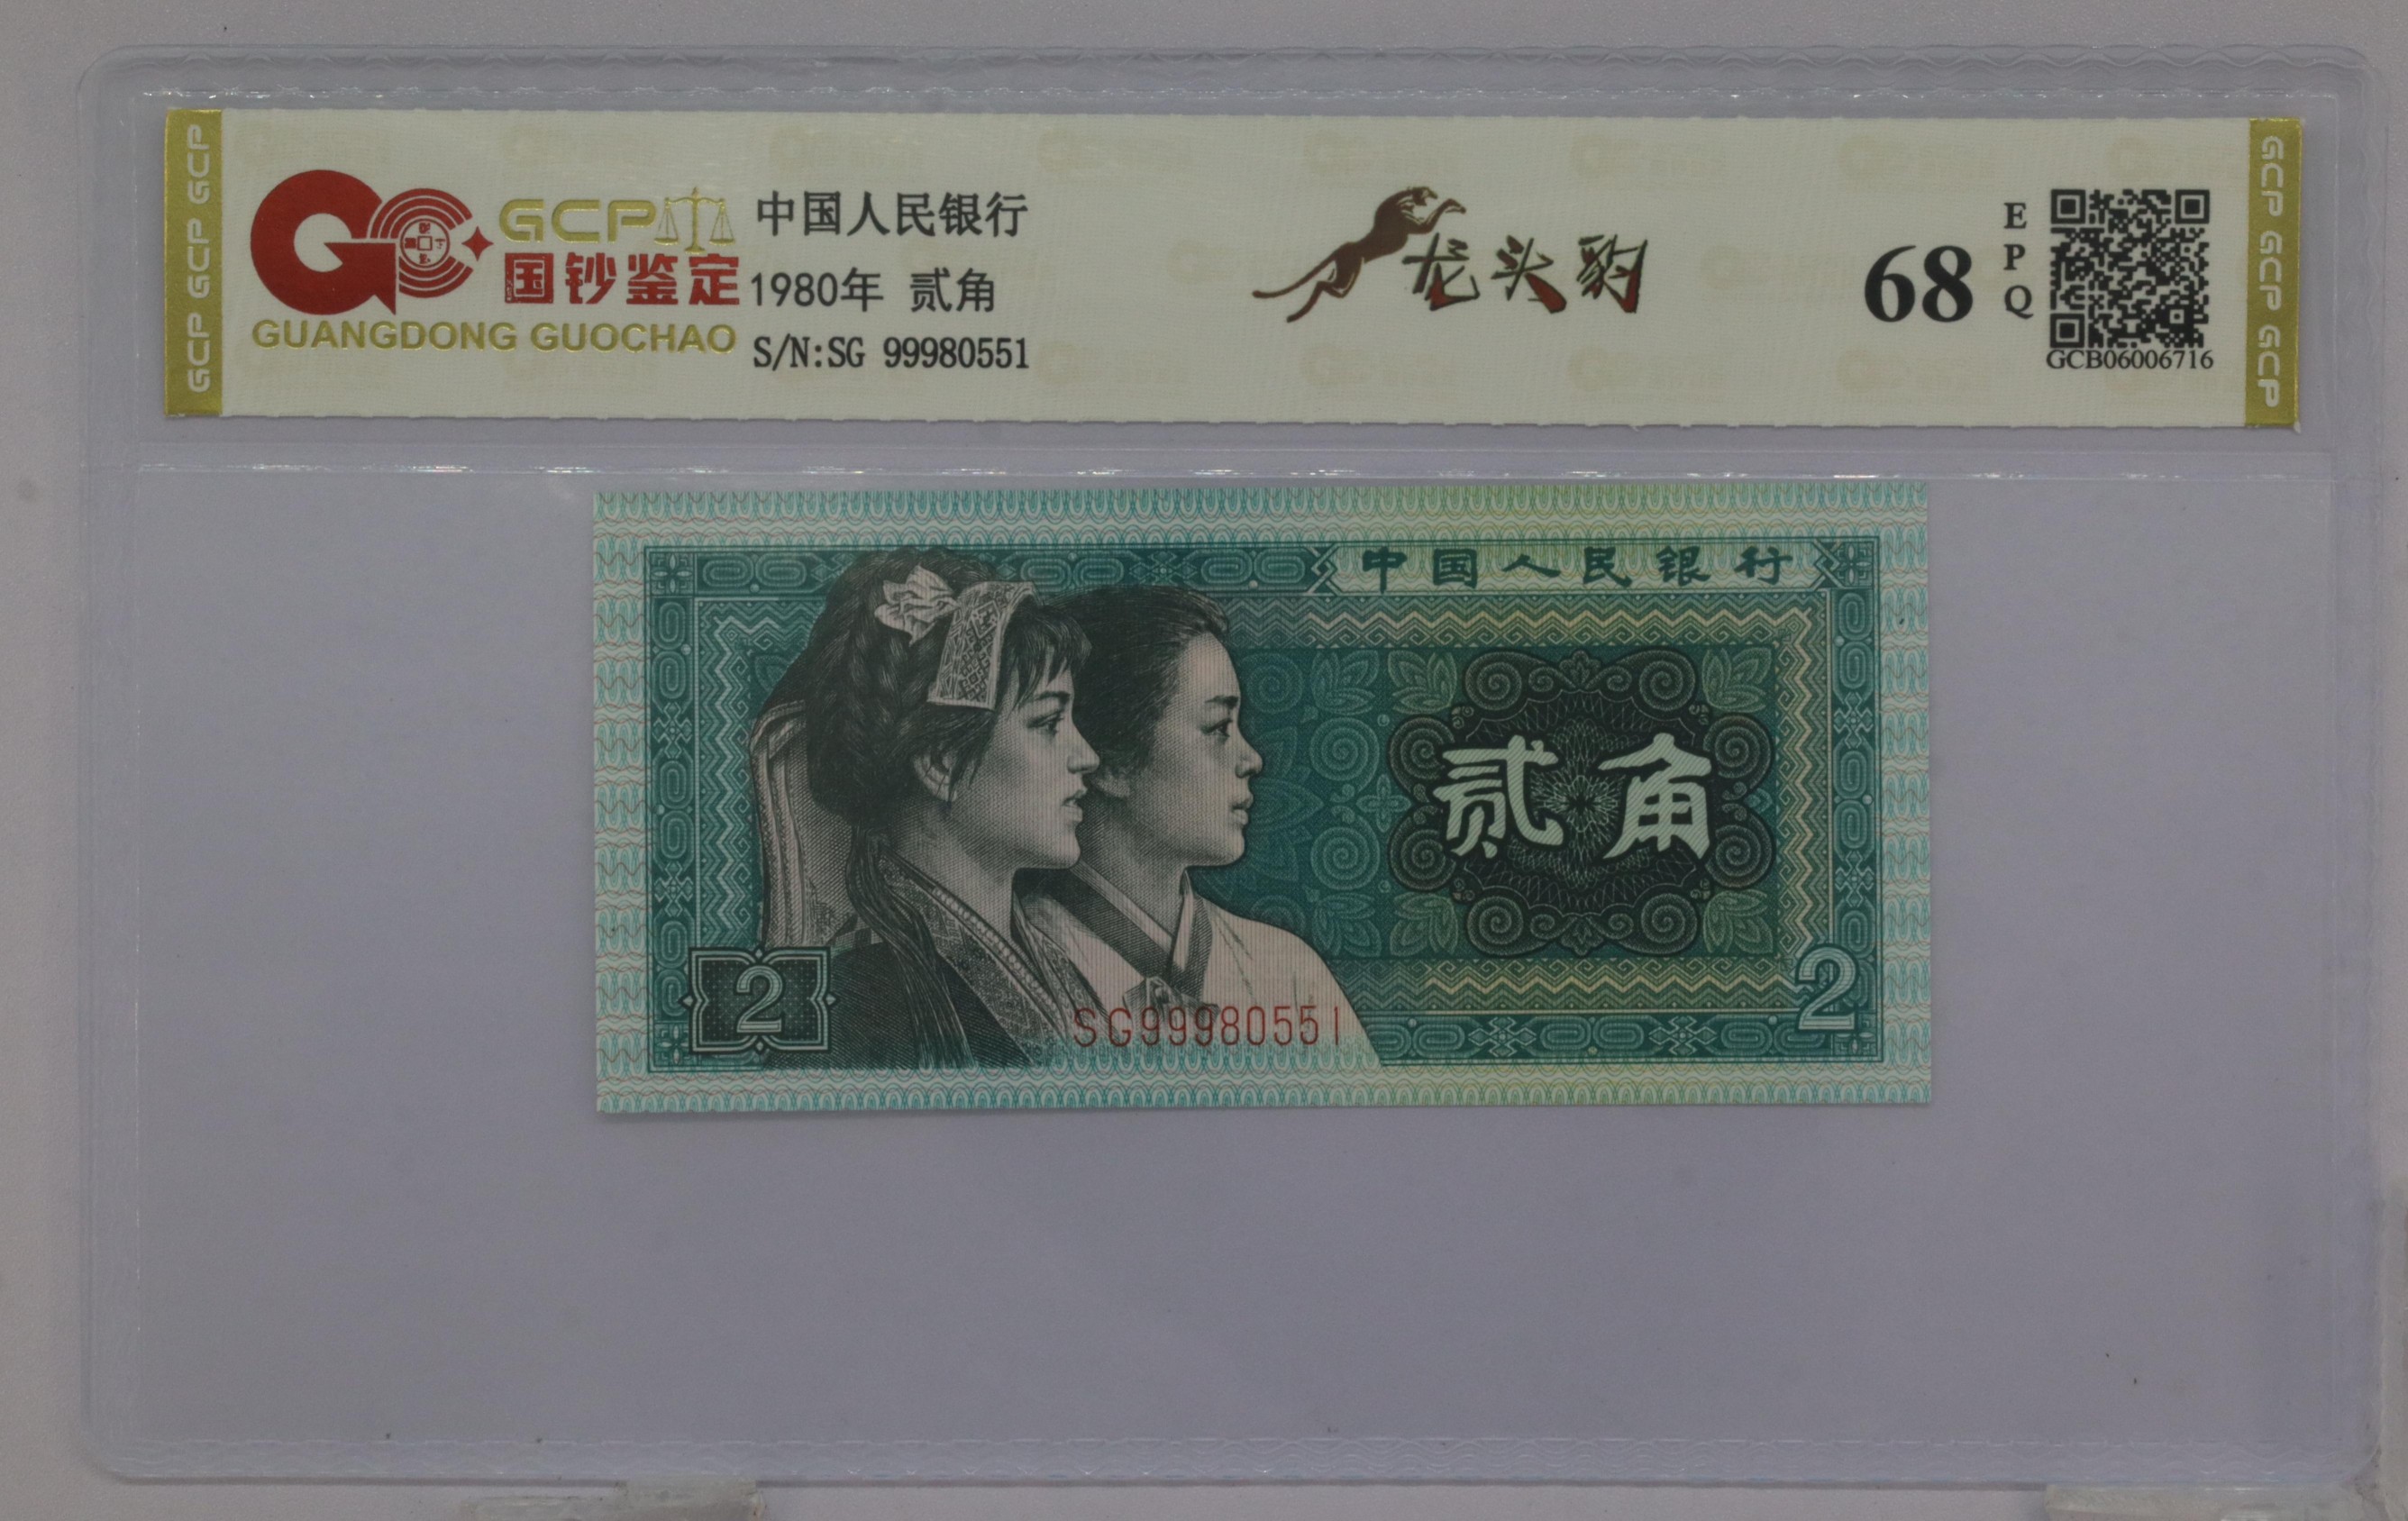 GCP GCP GCP
GCP
国钞鉴定
GUANGDONG GUOCHAO
中国人民银行
1980年 贰角
S/N:SG 99980551
龙头豹
68
EPQ
GCB06006716
GCP GCP GCP
中国人民银行
贰角
2
SG99980551
2